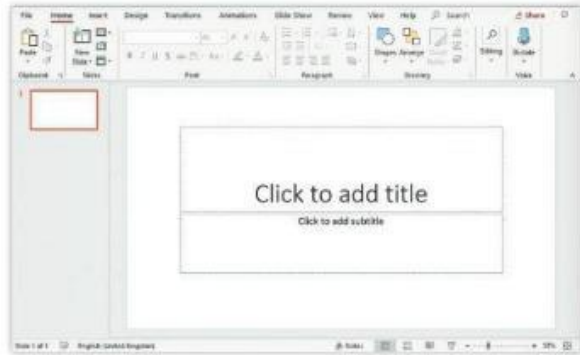 File Home Insert Design Transitions Animations Slide Show Review View Help Search Share
Paste New Slide Shapes Arrange Editing Dictate
Clipboard Slides Font Paragraph Drawing Voice
1
Click to add title
Click to add subtitle
Slide 1 of 1 English (United Kingdom) Notes